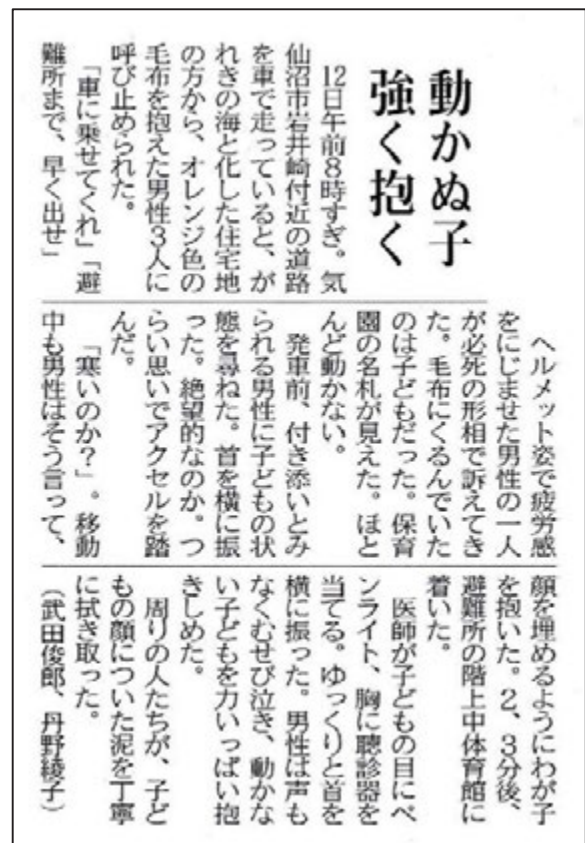 動かぬ子
強く抱く
　12日午前8時すぎ。気
仙沼市岩井崎付近の道路
を車で走っていると、が
れきの海と化した住宅地
の方から、オレンジ色の
毛布を抱えた男性3人に
呼び止められた。
　「車に乗せてくれ」「避
難所まで、早く出せ」
　ヘルメット姿で疲労感
をにじませた男性の一人
が必死の形相で訴えてき
た。毛布にくるんでいた
のは子どもだった。保育
園の名札が見えた。ほと
んど動かない。
　発車前、付き添いとみ
られる男性に子どもの状
態を尋ねた。首を横に振
った。絶望的なのか。つ
らい思いでアクセルを踏
んだ。
　「寒いのか？」。移動
中も男性はそう言って、
顔を埋めるようにわが子
を抱いた。2、3分後、
避難所の階上中体育館に
着いた。
　医師が子どもの目にペ
ンライト、胸に聴診器を
当てる。ゆっくりと首を
横に振った。男性は声も
なくむせび泣き、動かな
い子どもを力いっぱい抱
きしめた。
　周りの人たちが、子ど
もの顔についた泥を丁寧
に拭き取った。
（武田俊郎、丹野綾子）